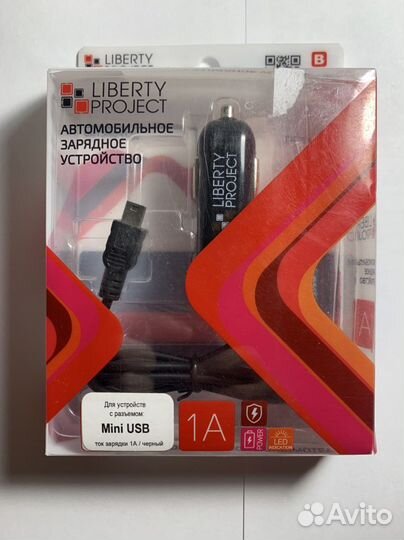 LIBERTY
PROJECT
B
LIBERTY
PROJECT
АВТОМОБИЛЬНОЕ
ЗАРЯДНОЕ
УСТРОЙСТВО
LIBERTY
PROJECT
Для устройств
с разъемом:
Mini USB
ток зарядки 1А / черный
1A
POWER
LED
INDICATION
Avito